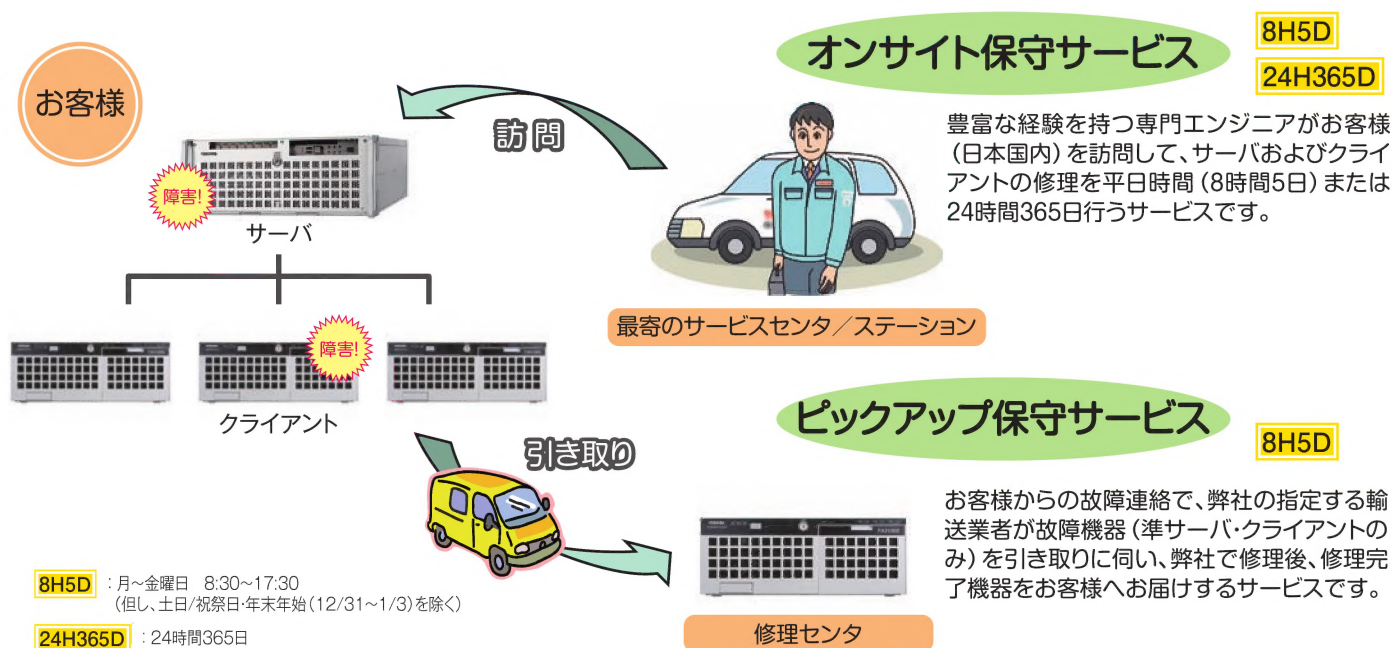 オンサイト保守サービス
8H5D
24H365D
お客様
訪問
豊富な経験を持つ専門エンジニアがお客様
(日本国内)を訪問して、サーバおよびクライ
アントの修理を平日時間(8時間5日)または
24時間365日行うサービスです。
障害!
サーバ
最寄のサービスセンタ／ステーション
障害!
クライアント
ピックアップ保守サービス
8H5D
引き取り
お客様からの故障連絡で、弊社の指定する輸
送業者が故障機器(準サーバ・クライアントの
み)を引き取りに伺い、弊社で修理後、修理完
了機器をお客様へお届けするサービスです。
修理センタ
8H5D :月～金曜日 8:30～17:30
(但し、土日/祝祭日・年末年始(12/31～1/3)を除く)
24H365D :24時間365日